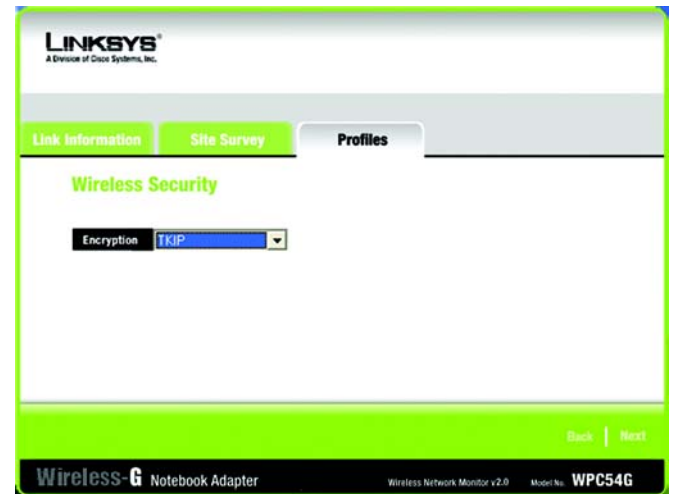 LINKSYS®
A Division of Cisco Systems, Inc.
Link Information Site Survey Profiles
Wireless Security
Encryption TKIP
Back | Next
Wireless-G Notebook Adapter Wireless Network Monitor v2.0 Model No. WPC54G